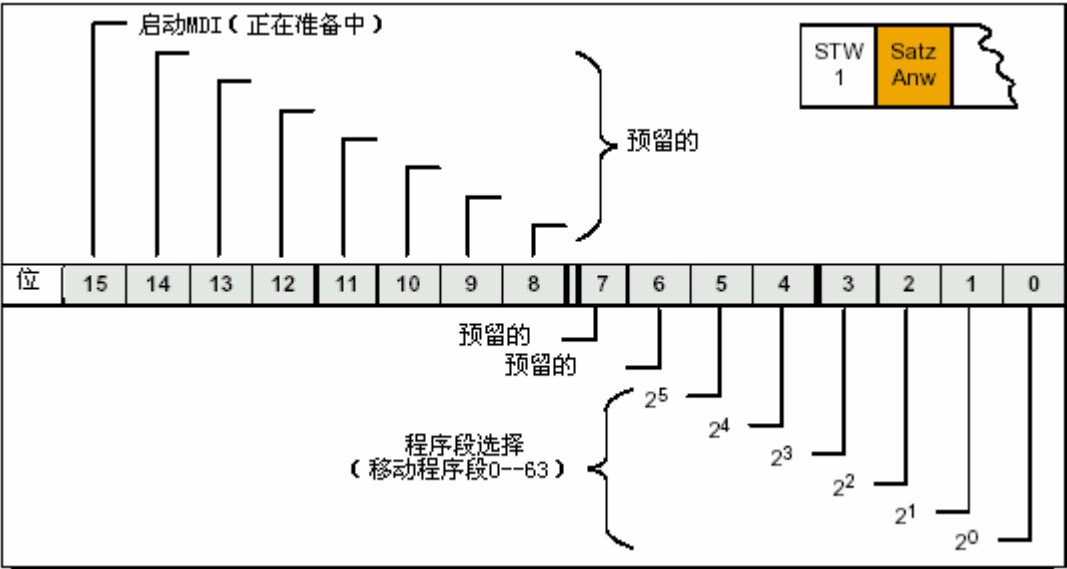 启动MDI（正在准备中）
STW
1
Satz
Anw
预留的
位 15 14 13 12 11 10 9 8 7 6 5 4 3 2 1 0
预留的
预留的
2⁵
2⁴
程序段选择
（移动程序段0--63）
2³
2²
2¹
2⁰